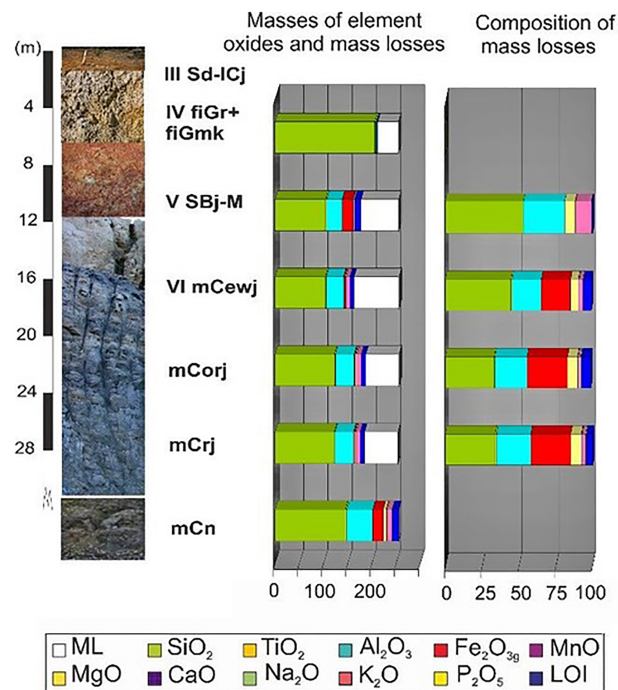 Masses of element
oxides and mass losses
Composition of
mass losses
(m)
III Sd-ICj
4
IV fiGr+
fiGmk
8
V SBj-M
12
16
VI mCewj
20
mCorj
24
28
mCrj
mCn
0 100 200
0 25 50 75 100
ML SiO₂ TiO₂ Al₂O₃ Fe₂O₃g MnO
MgO CaO Na₂O K₂O P₂O₅ LOI